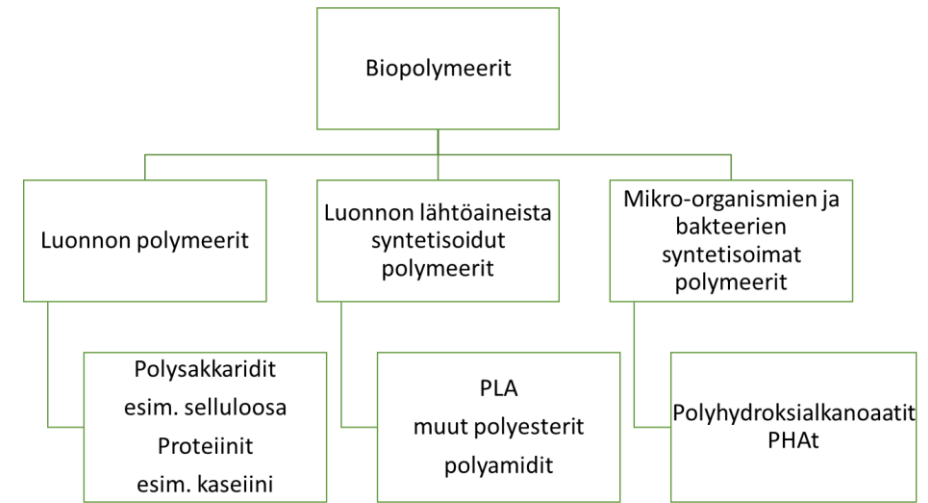 Biopolymeerit
Luonnon polymeerit
Luonnon lähtöaineista
syntetisoidut
polymeerit
Mikro-organismien ja
bakteerien
syntetisoimat
polymeerit
Polysakkaridit
esim. selluloosa
Proteiinit
esim. kaseiini
PLA
muut polyesterit
polyamidit
Polyhydroksialkanoaatit
PHAt